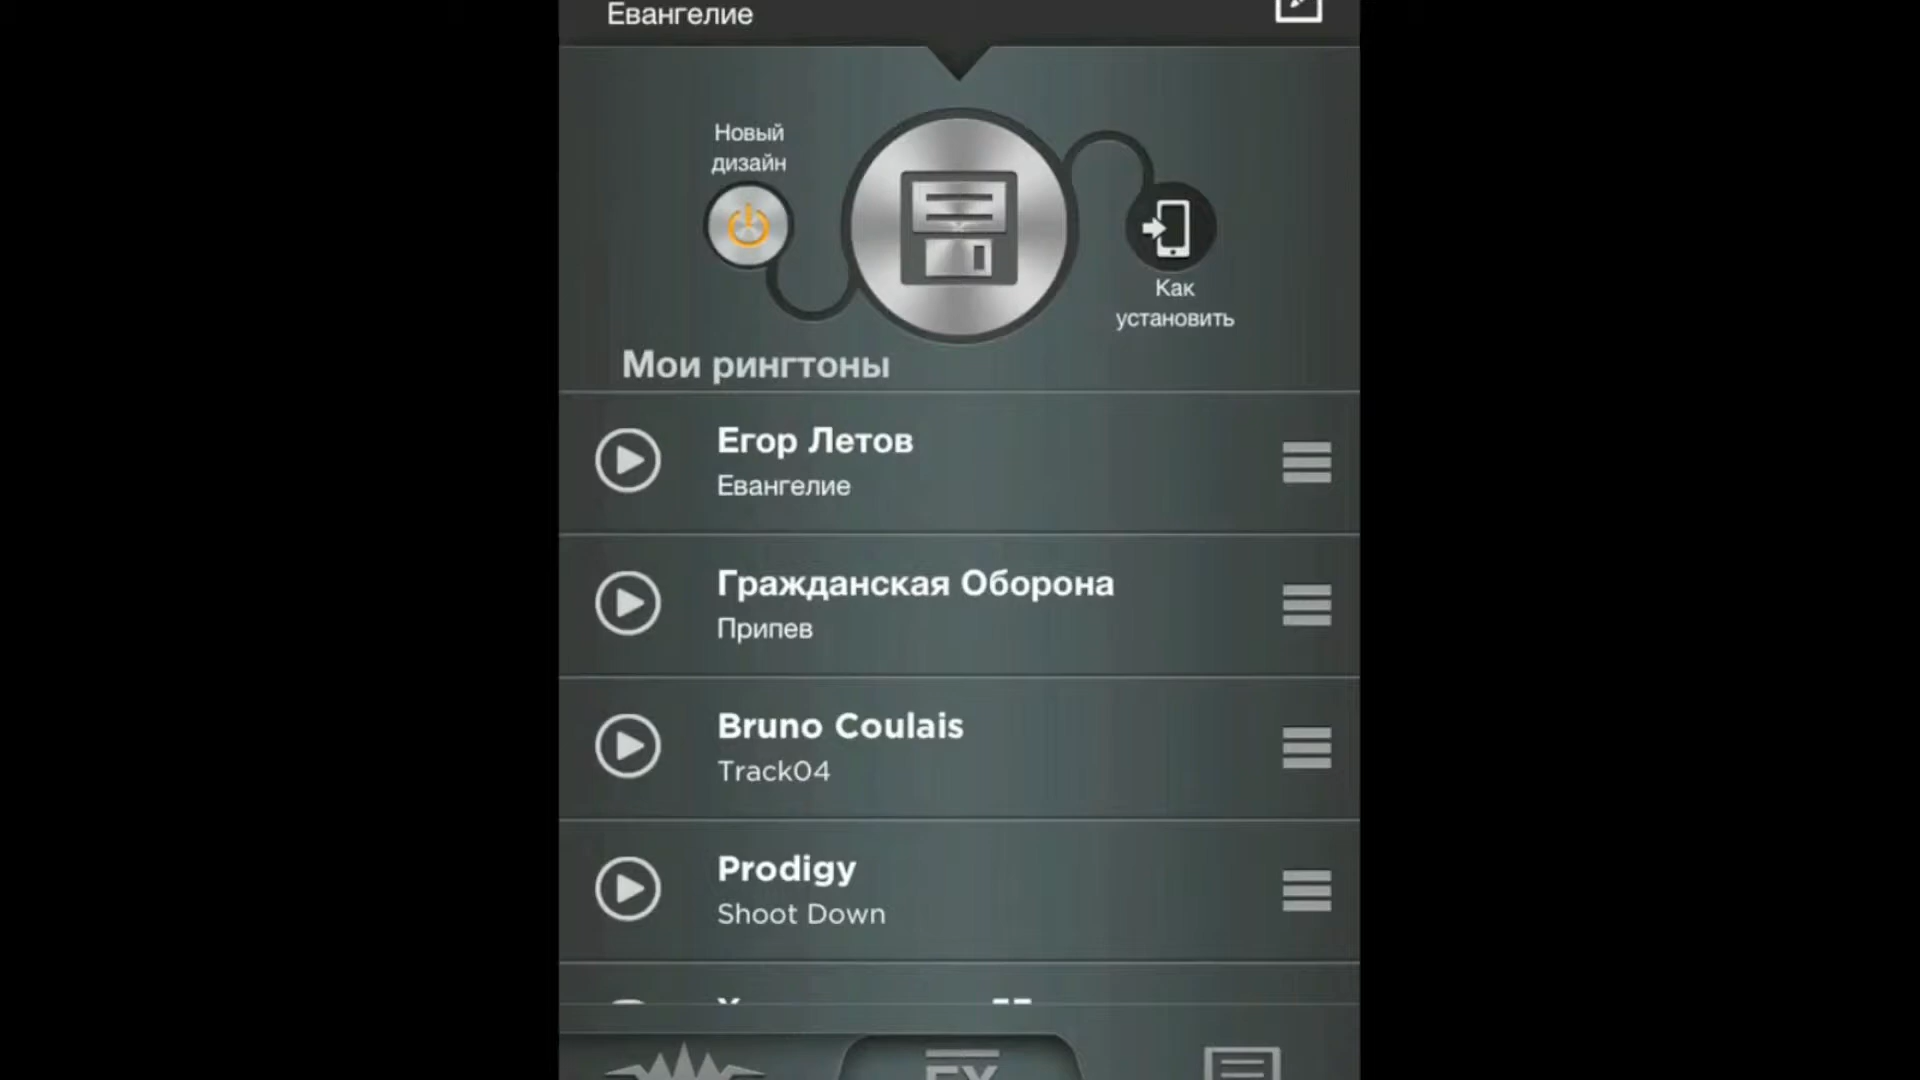 Евангелие
Новый
дизайн
Как
установить
Мои рингтоны
Егор Летов
Евангелие
Гражданская Оборона
Припев
Bruno Coulais
Track04
Prodigy
Shoot Down